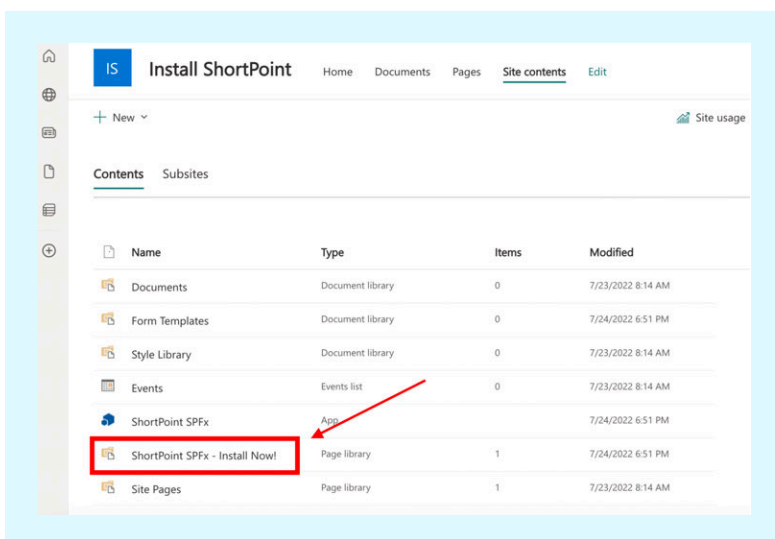 IS Install ShortPoint Home Documents Pages Site contents Edit
New Site usage
Contents Subsites
Name Type Items Modified
Documents Document library 0 7/23/2022 8:14 AM
Form Templates Document library 0 7/24/2022 6:51 PM
Style Library Document library 0 7/23/2022 8:14 AM
Events Events list 0 7/23/2022 8:14 AM
ShortPoint SPFx App 7/24/2022 6:51 PM
ShortPoint SPFx - Install Now! Page library 1 7/24/2022 6:51 PM
Site Pages Page library 1 7/23/2022 8:14 AM